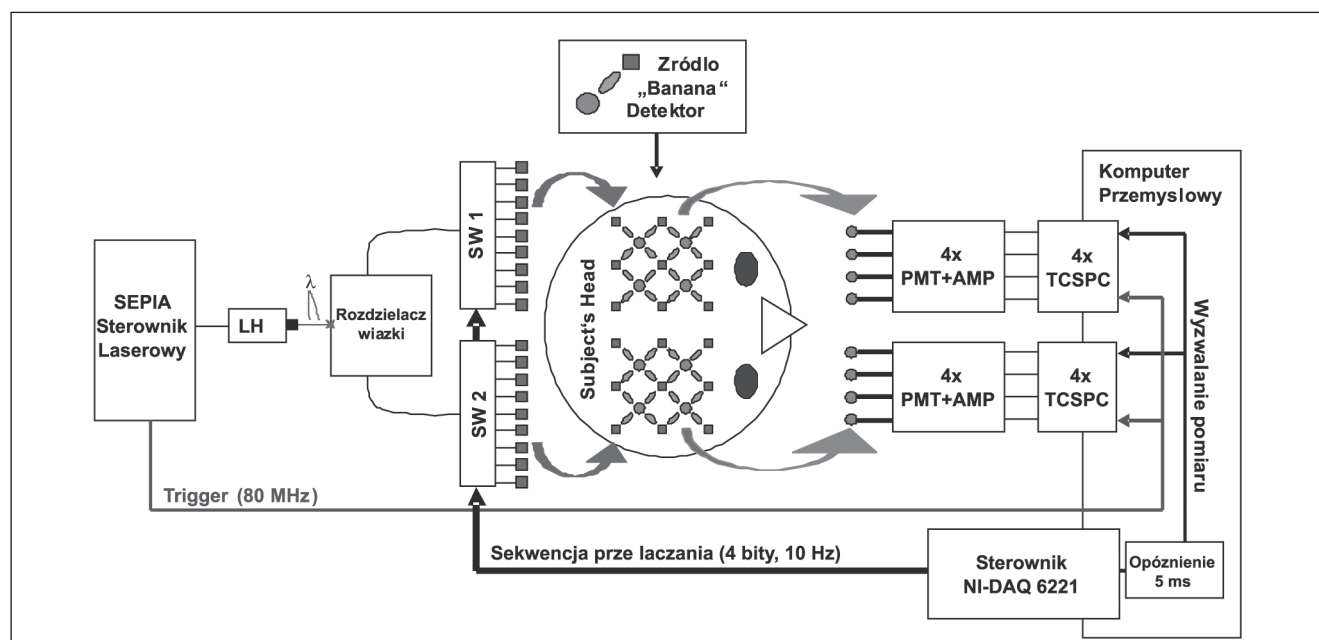 Zródło
„Banana“
Detektor
Komputer
Przemyslowy
SW 1
SEPIA
Sterownik
Laserowy
LH
λ
Rozdzielacz
wiazki
SW 2
Subject's Head
4x
PMT+AMP
4x
TCSPC
4x
PMT+AMP
4x
TCSPC
Wyzwalanie pomiaru
Trigger (80 MHz)
Sekwencja prze laczania (4 bity, 10 Hz)
Sterownik
NI-DAQ 6221
Opóznienie
5 ms